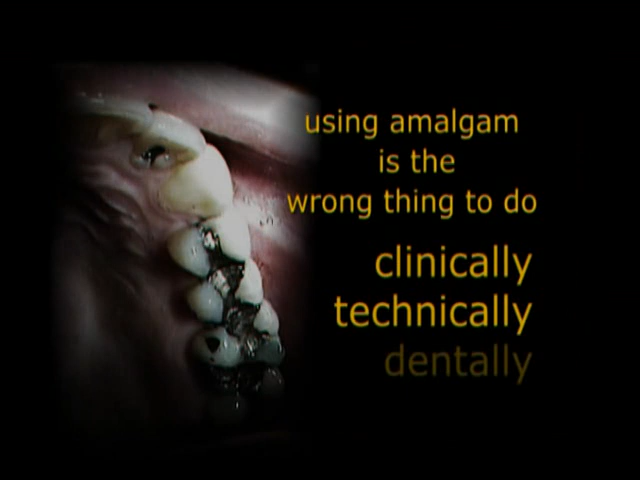 using amalgam
is the
wrong thing to do
clinically
technically
dentally